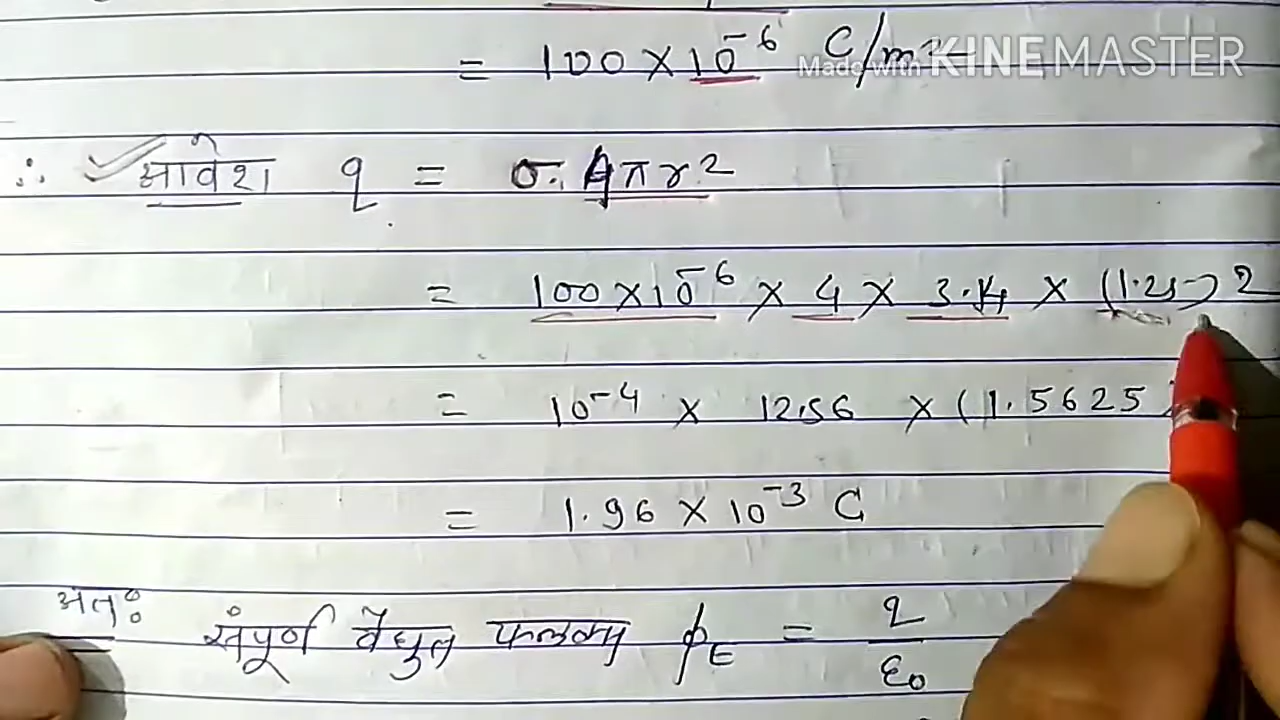 = 100 × 10⁻⁶ C/m²
Made with KINEMASTER
∴ आवेश q = σ. 4πr²
= 100 × 10⁻⁶ × 4 × 3.14 × (1.25)²
= 10⁻⁴ × 12.56 × (1.5625
= 1.96 × 10⁻³ C
अतः संपूर्ण वैद्युत फलक्स ϕE = q/ε₀